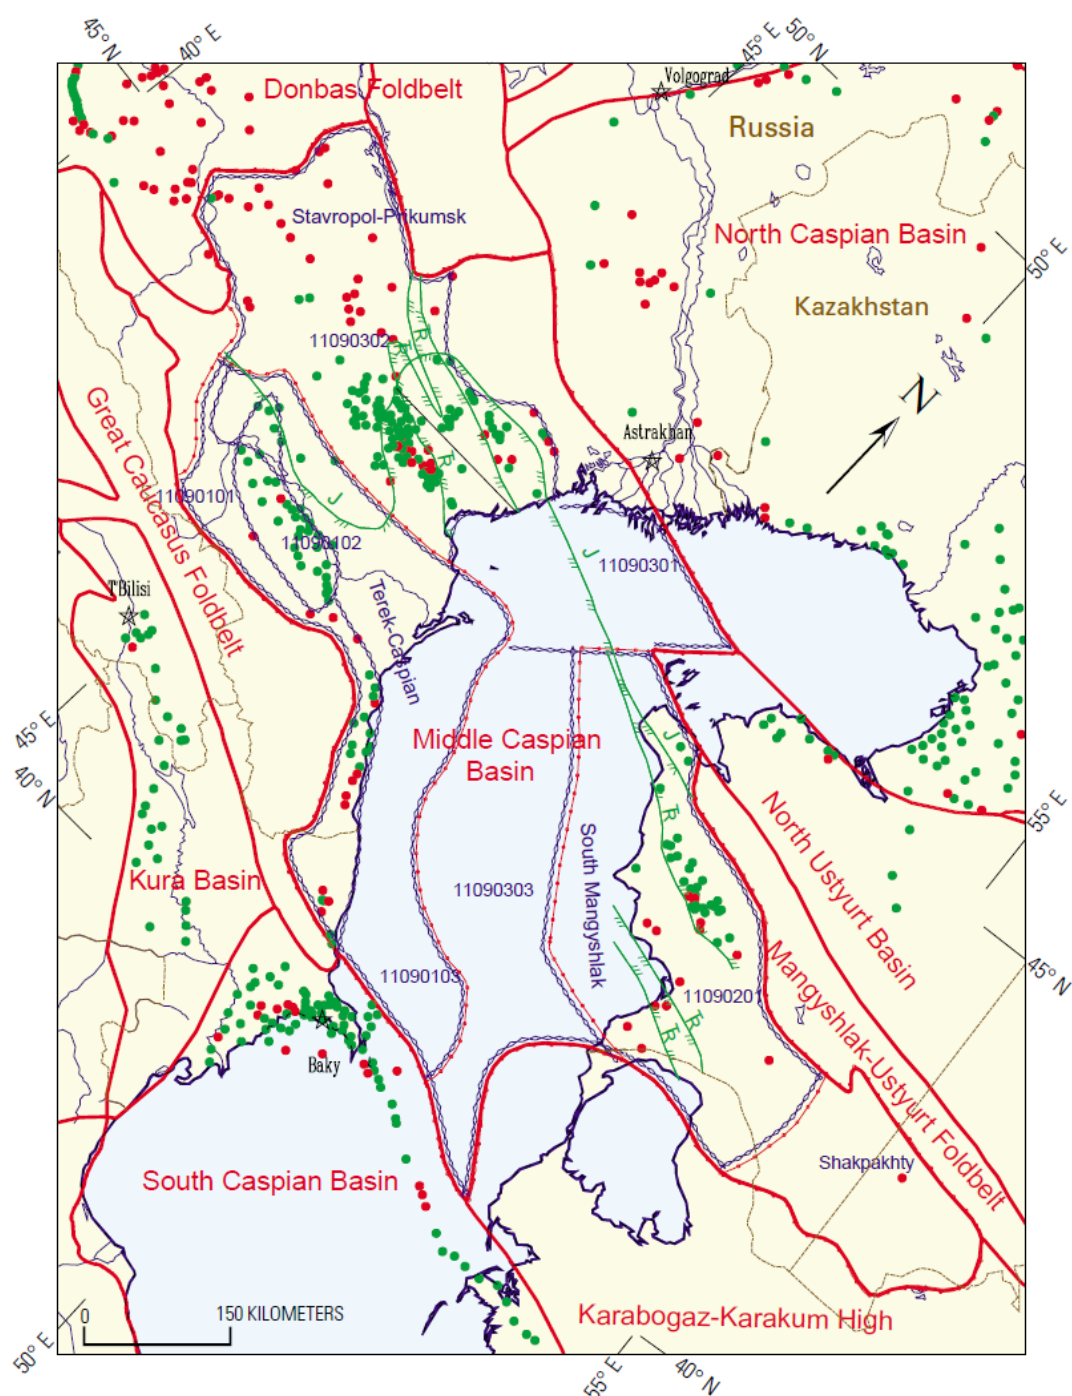 45° N
40° E
45° E
50° N
Donbas Foldbelt
Volgograd
Russia
Stavropol-Prikumsk
North Caspian Basin
50° E
Kazakhstan
11090302
R
R
N
Great Caucasus Foldbelt
Astrakhan
R
J
11090101
11090102
J
11090301
T'Bilisi
Terek-Caspian
45° E
40° N
Middle Caspian
Basin
J
R
North Ustyurt Basin
55° E
South Mangyshlak
Kura Basin
11090303
11090103
11090201
Mangyshlak-Ustyurt Foldbelt
45° N
R
R
Baky
South Caspian Basin
Shakpakhty
0
150 KILOMETERS
Karabogaz-Karakum High
50° E
55° E
40° N